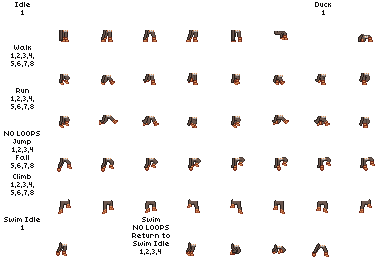 Idle
1
Duck
1
Walk
1,2,3,4,
5,6,7,8
Run
1,2,3,4,
5,6,7,8
NO LOOPS
Jump
1,2,3,4
Fall
5,6,7,8
Climb
1,2,3,4,
5,6,7,8
Swim Idle
1
Swim
NO LOOPS
Return to
Swim Idle
1,2,3,4